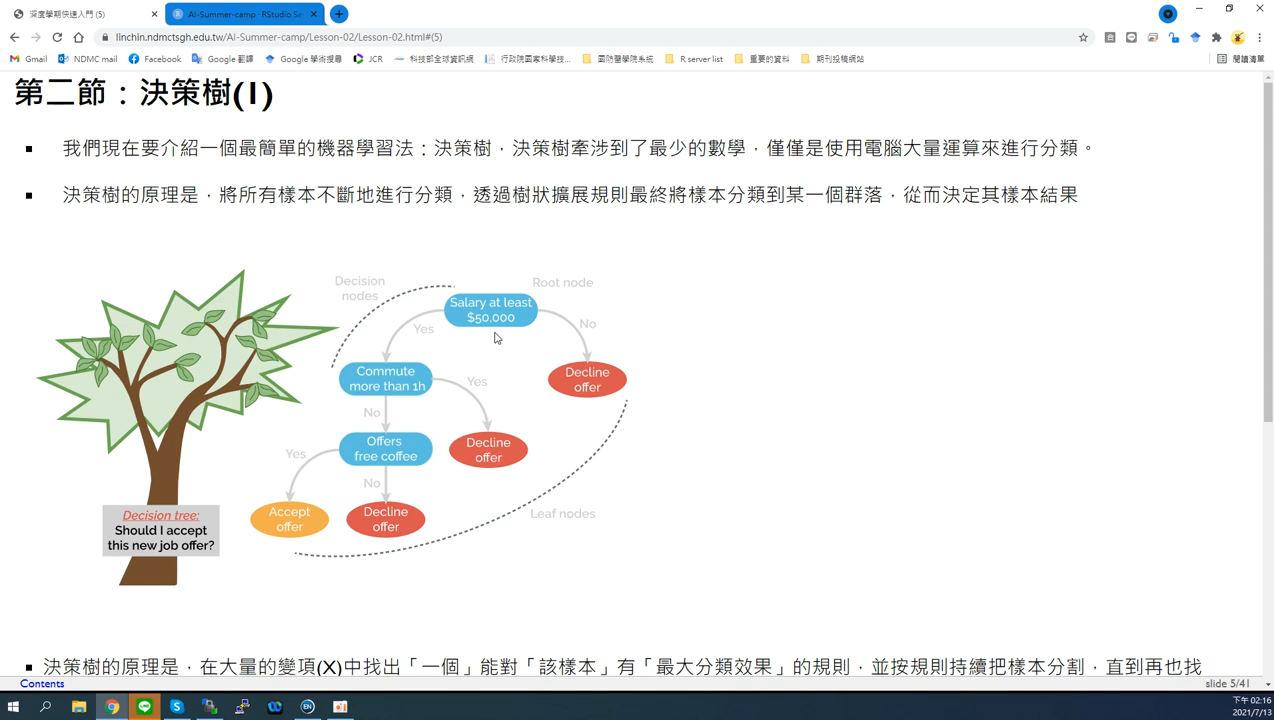 深度學期快速入門 (5)
AI-Summer-camp -RStudio Se
linchin.ndmctsgh.edu.tw/AI-Summer-camp/Lesson-02/Lesson-02.html#(5)
Gmail
NDMC mail
Facebook
Google 翻譯
Google 學術搜尋
JCR
科技部全球資訊網
行政院國家科學技...
國防醫學院系統
R server list
重要的資料
期刊投稿網站
閱讀清單
第二節：決策樹(1)
▪ 我們現在要介紹一個最簡單的機器學習法：決策樹，決策樹牽涉到了最少的數學，僅僅是使用電腦大量運算來進行分類。
▪ 決策樹的原理是，將所有樣本不斷地進行分類，透過樹狀擴展規則最終將樣本分類到某一個群落，從而決定其樣本結果
Decision
nodes
Root node
Salary at least
$50,000
Yes
No
Commute
more than 1h
Decline
offer
Yes
No
Offers
free coffee
Decline
offer
Yes
No
Accept
offer
Decline
offer
Leaf nodes
Decision tree:
Should I accept
this new job offer?
▪ 決策樹的原理是，在大量的變項(X)中找出「一個」能對「該樣本」有「最大分類效果」的規則，並按規則持續把樣本分割，直到再也找
Contents
slide 5/41
下午 02:16
2021/7/13